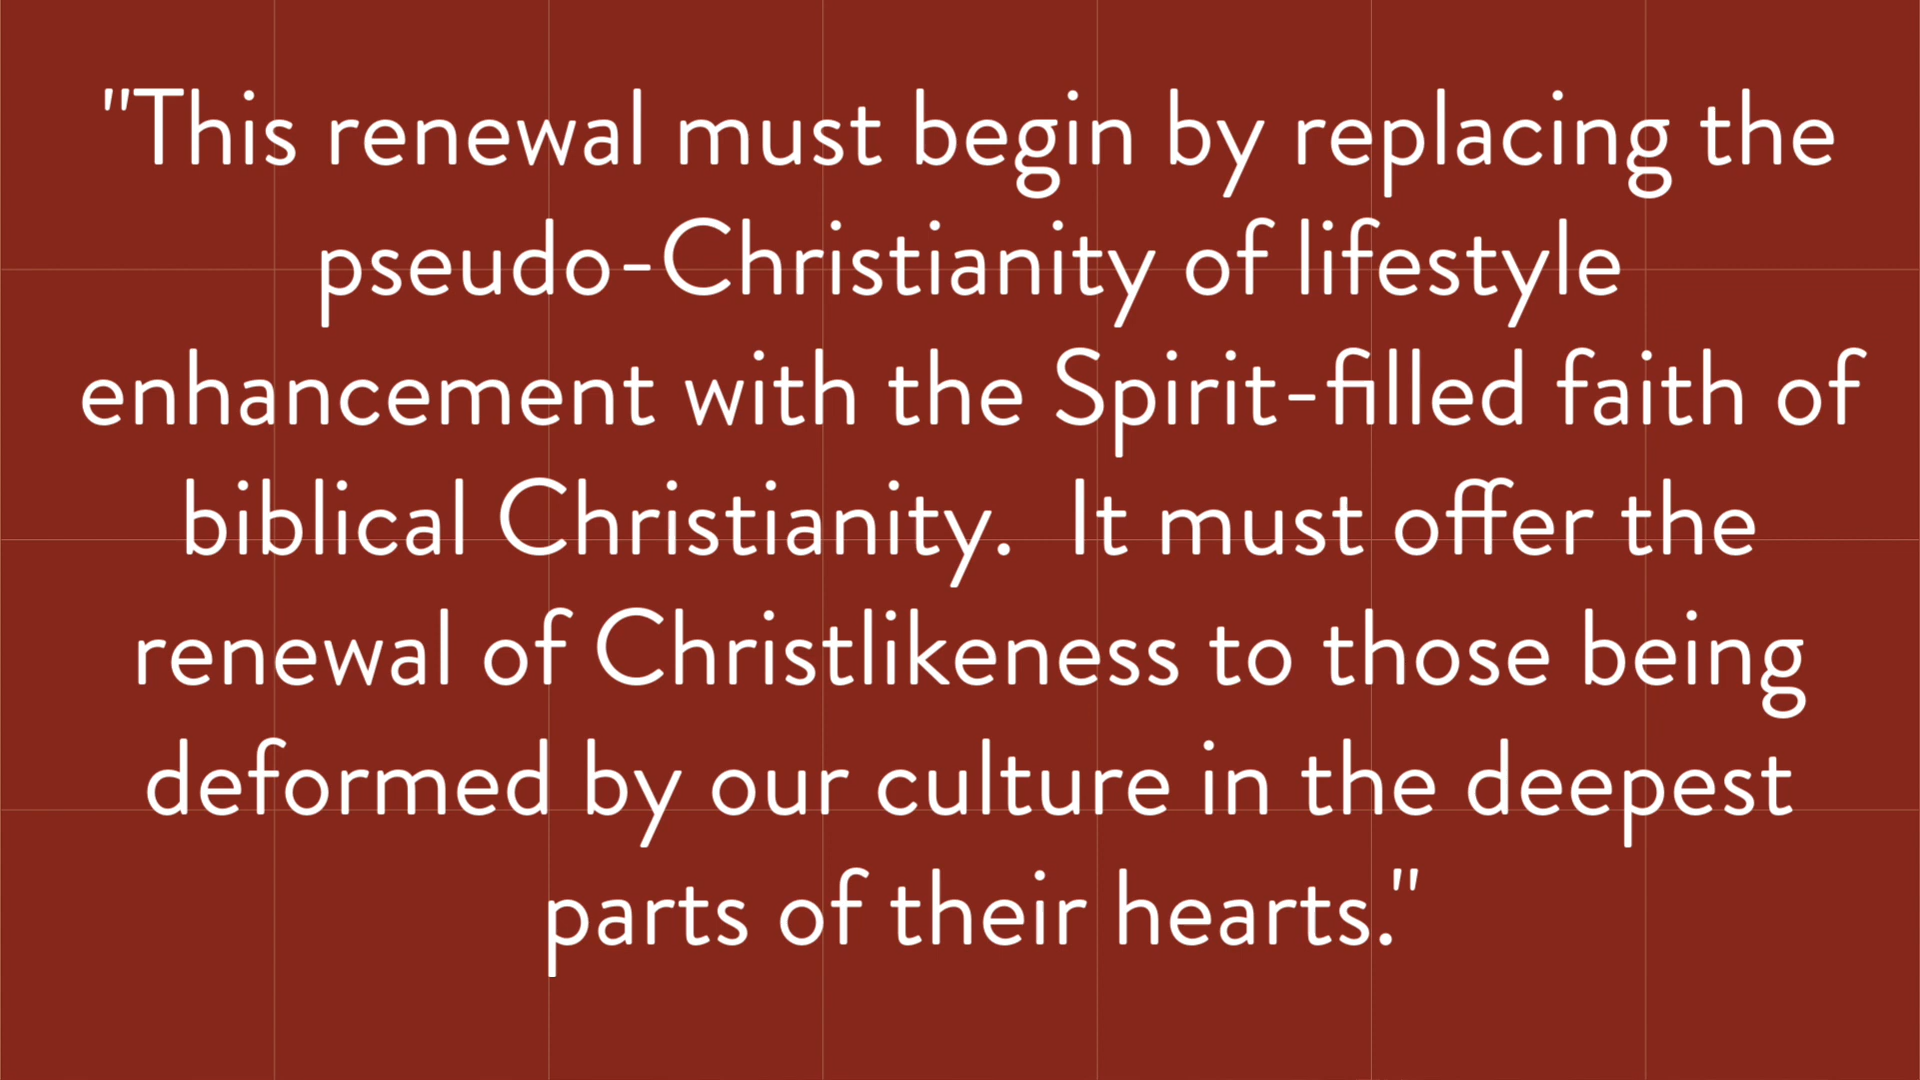 "This renewal must begin by replacing the
pseudo-Christianity of lifestyle
enhancement with the Spirit-filled faith of
biblical Christianity.  It must offer the
renewal of Christlikeness to those being
deformed by our culture in the deepest
parts of their hearts."